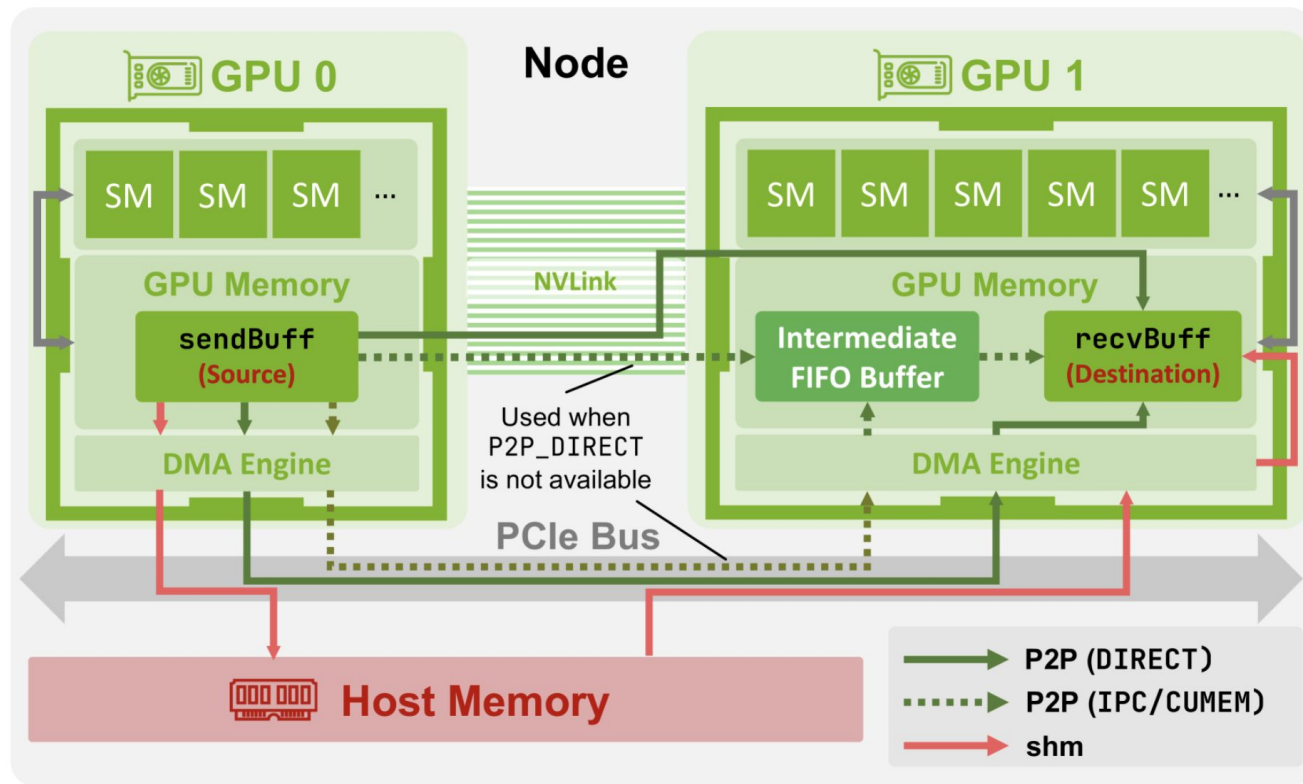 Node
GPU 0
SM
SM
SM
...
GPU Memory
sendBuff
(Source)
DMA Engine
NVLink
GPU 1
SM
SM
SM
SM
SM
...
GPU Memory
Intermediate
FIFO Buffer
recvBuff
(Destination)
DMA Engine
Used when
P2P_DIRECT
is not available
PCIe Bus
Host Memory
P2P (DIRECT)
P2P (IPC/CUMEM)
shm